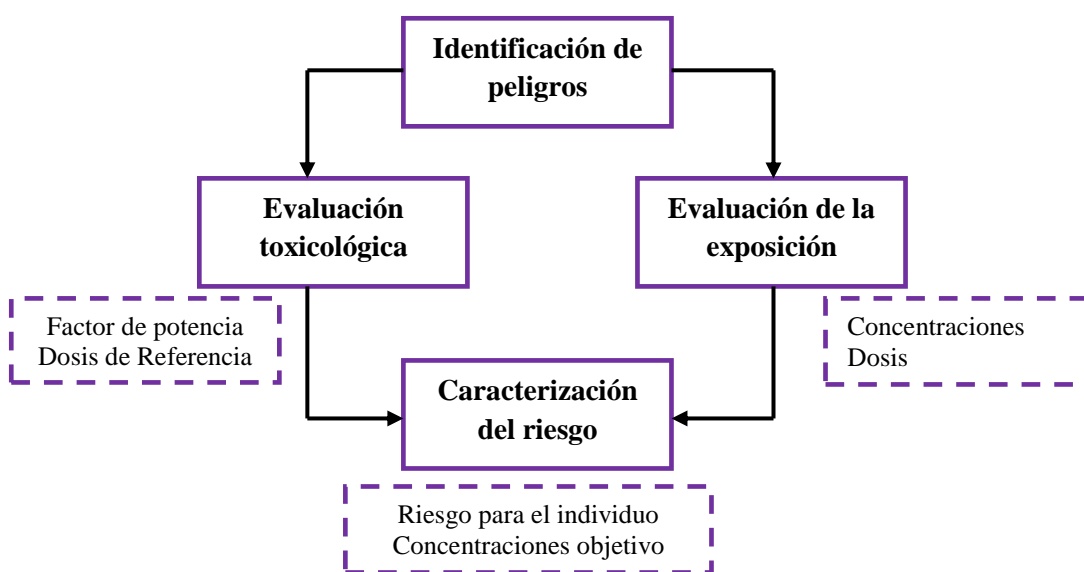 Identificación de
peligros
Evaluación
toxicológica
Evaluación de la
exposición
Factor de potencia
Dosis de Referencia
Concentraciones
Dosis
Caracterización
del riesgo
Riesgo para el individuo
Concentraciones objetivo